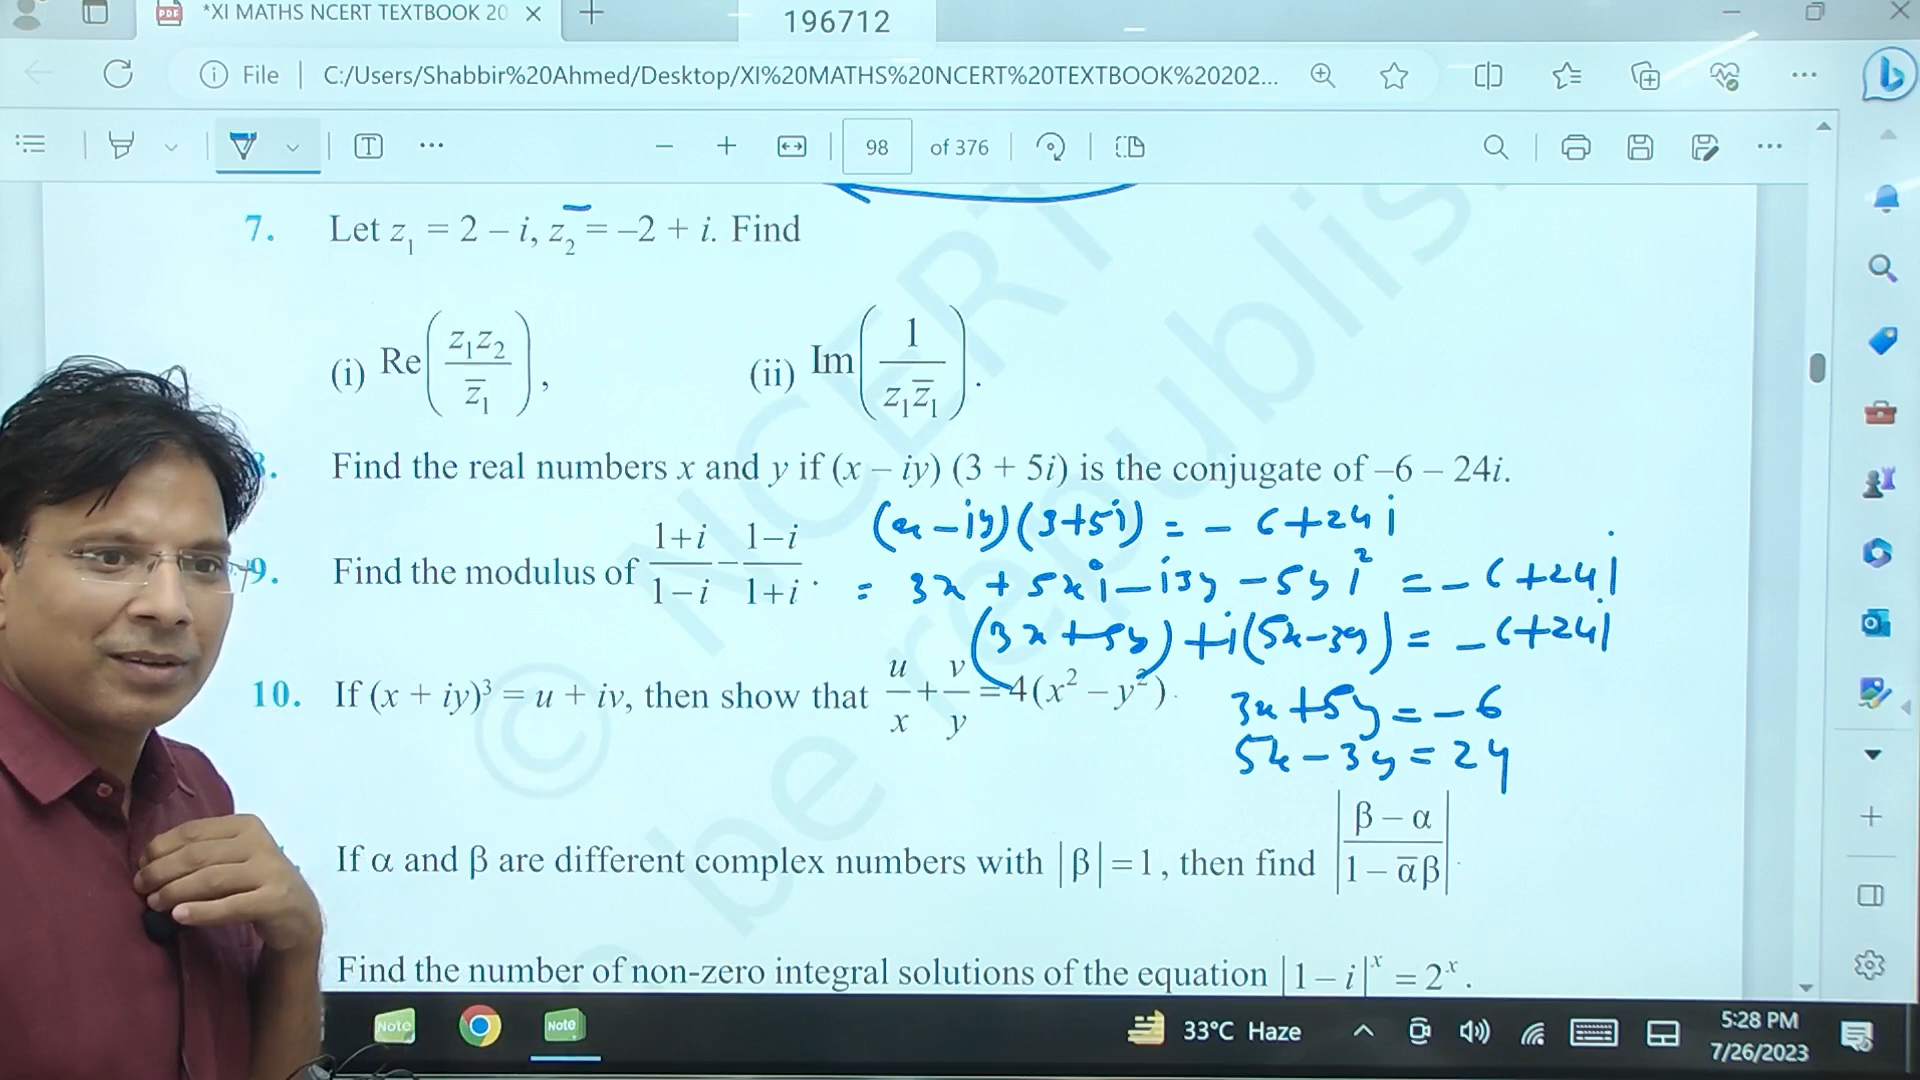 *XI MATHS NCERT TEXTBOOK 20
196712
File
C:/Users/Shabbir%20Ahmed/Desktop/XI%20MATHS%20NCERT%20TEXTBOOK%20202...
98 of 376
7. Let z₁ = 2 – i, z₂ = –2 + i. Find
(i) Re(z₁z₂/z̅₁), (ii) Im(1/z₁z̅₁).
Find the real numbers x and y if (x – iy) (3 + 5i) is the conjugate of –6 – 24i.
(x – iy)(3+5i) = – 6+24i
9. Find the modulus of (1+i)/(1–i) – (1–i)/(1+i).
= 3x + 5xi – i3y – 5yi² = – 6+24i
(3x+5y)+i(5x–3y) = –6+24i
10. If (x + iy)³ = u + iv, then show that u/x + v/y = 4(x² – y²).
3x+5y = –6
5x–3y = 24
If α and β are different complex numbers with |β| = 1, then find |(β – α)/(1 – α̅β)|.
Find the number of non-zero integral solutions of the equation |1 – i|ˣ = 2ˣ.
Note
Note
33°C Haze
5:28 PM
7/26/2023